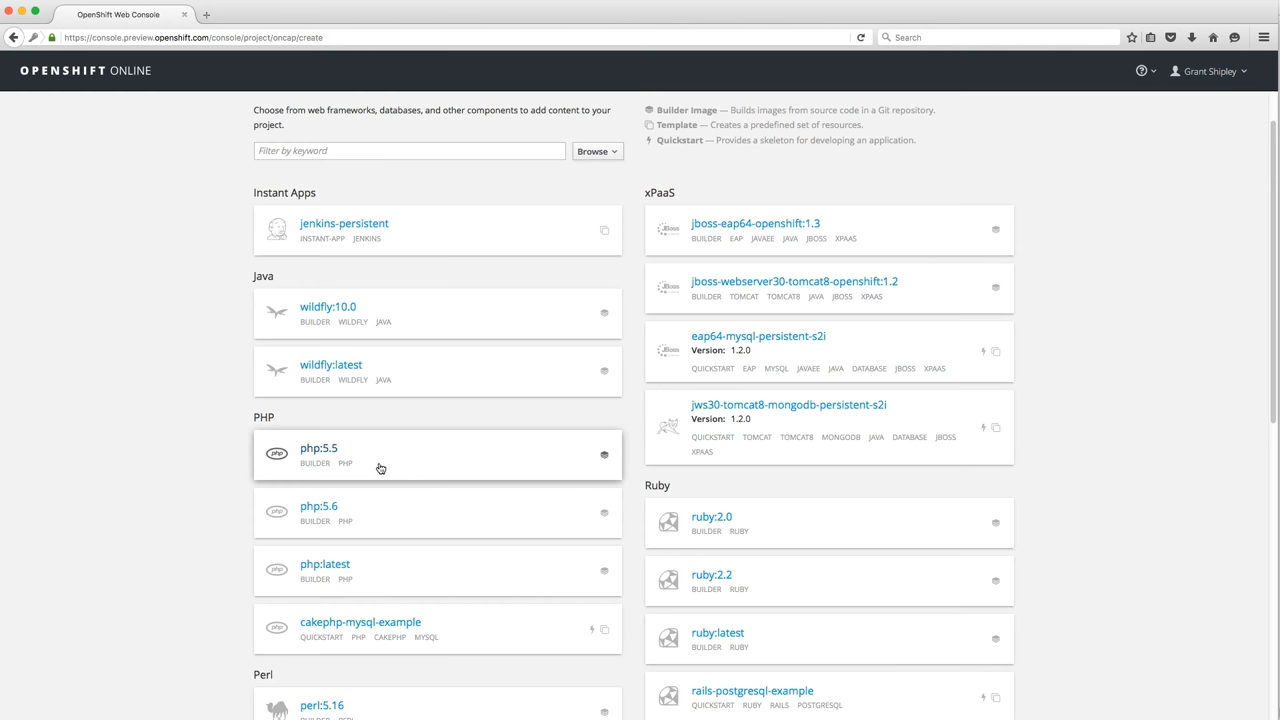 OpenShift Web Console
https://console.preview.openshift.com/console/project/oncap/create
Search
OPENSHIFT ONLINE
Grant Shipley
Choose from web frameworks, databases, and other components to add content to your
project.
Filter by keyword
Browse
Builder Image — Builds images from source code in a Git repository.
Template — Creates a predefined set of resources.
Quickstart — Provides a skeleton for developing an application.
Instant Apps
jenkins-persistent
INSTANT-APP JENKINS
Java
wildfly:10.0
BUILDER WILDFLY JAVA
wildfly:latest
BUILDER WILDFLY JAVA
PHP
php
php:5.5
BUILDER PHP
php
php:5.6
BUILDER PHP
php
php:latest
BUILDER PHP
php
cakephp-mysql-example
QUICKSTART PHP CAKEPHP MYSQL
Perl
perl:5.16
BUILDER PERL
xPaaS
JBoss
jboss-eap64-openshift:1.3
BUILDER EAP JAVAEE JAVA JBOSS XPAAS
JBoss
jboss-webserver30-tomcat8-openshift:1.2
BUILDER TOMCAT TOMCAT8 JAVA JBOSS XPAAS
JBoss
eap64-mysql-persistent-s2i
Version: 1.2.0
QUICKSTART EAP MYSQL JAVAEE JAVA DATABASE JBOSS XPAAS
jws30-tomcat8-mongodb-persistent-s2i
Version: 1.2.0
QUICKSTART TOMCAT TOMCAT8 MONGODB JAVA DATABASE JBOSS
XPAAS
Ruby
ruby:2.0
BUILDER RUBY
ruby:2.2
BUILDER RUBY
ruby:latest
BUILDER RUBY
rails-postgresql-example
QUICKSTART RUBY RAILS POSTGRESQL